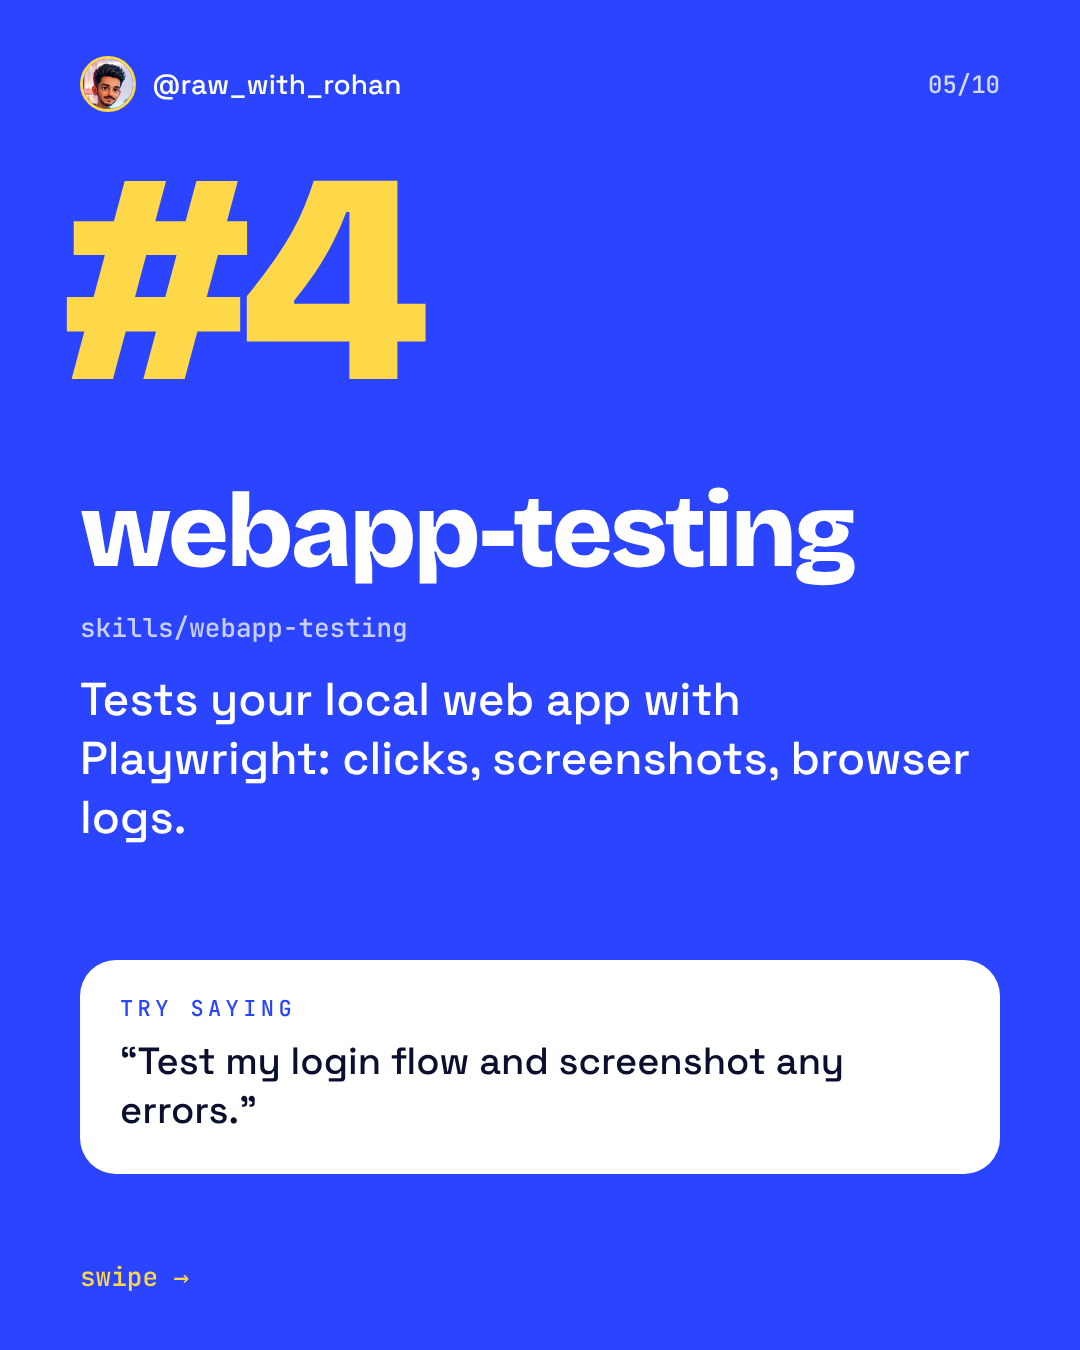 @raw_with_rohan
05/10
#4
webapp-testing
skills/webapp-testing
Tests your local web app with
Playwright: clicks, screenshots, browser
logs.
TRY SAYING
“Test my login flow and screenshot any
errors.”
swipe →